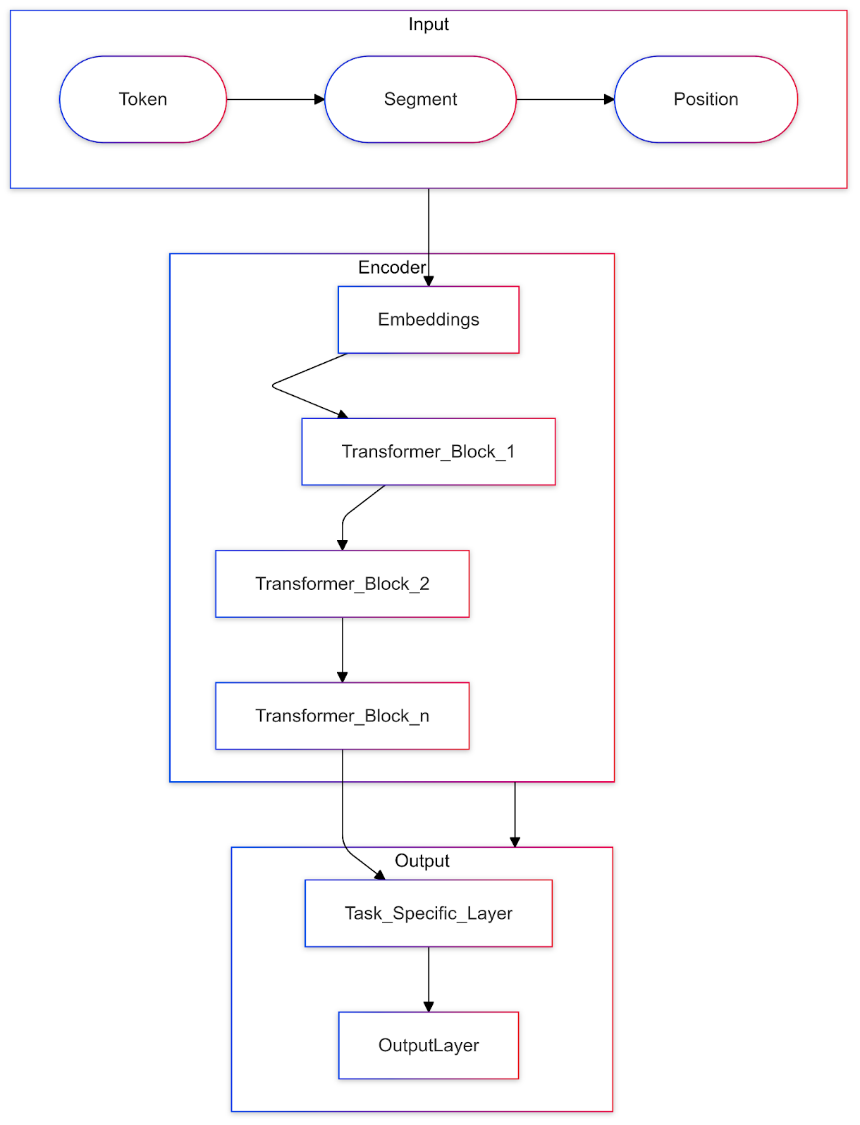 Input
Token
Segment
Position
Encoder
Embeddings
Transformer_Block_1
Transformer_Block_2
Transformer_Block_n
Output
Task_Specific_Layer
OutputLayer